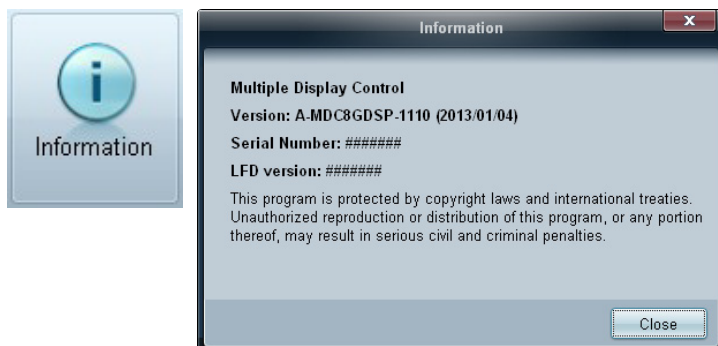 Information
Information
Multiple Display Control
Version: A-MDC8GDSP-1110 (2013/01/04)
Serial Number: #######
LFD version: #######
This program is protected by copyright laws and international treaties.
Unauthorized reproduction or distribution of this program, or any portion
thereof, may result in serious civil and criminal penalties.
Close